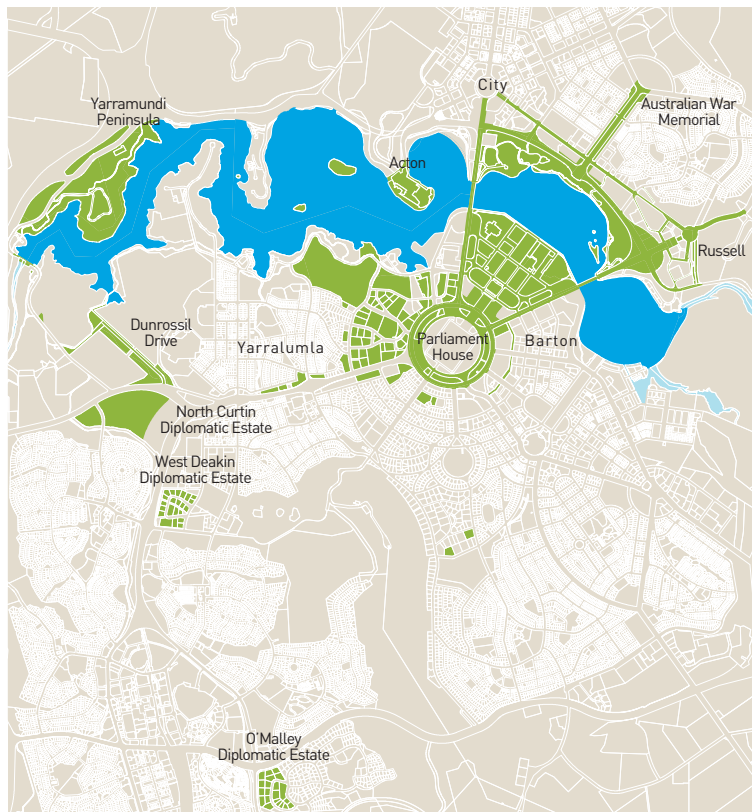 City
Yarramundi
Peninsula
Australian War
Memorial
Acton
Russell
Dunrossil
Drive
Yarralumla
Parliament
House
Barton
North Curtin
Diplomatic Estate
West Deakin
Diplomatic Estate
O'Malley
Diplomatic Estate